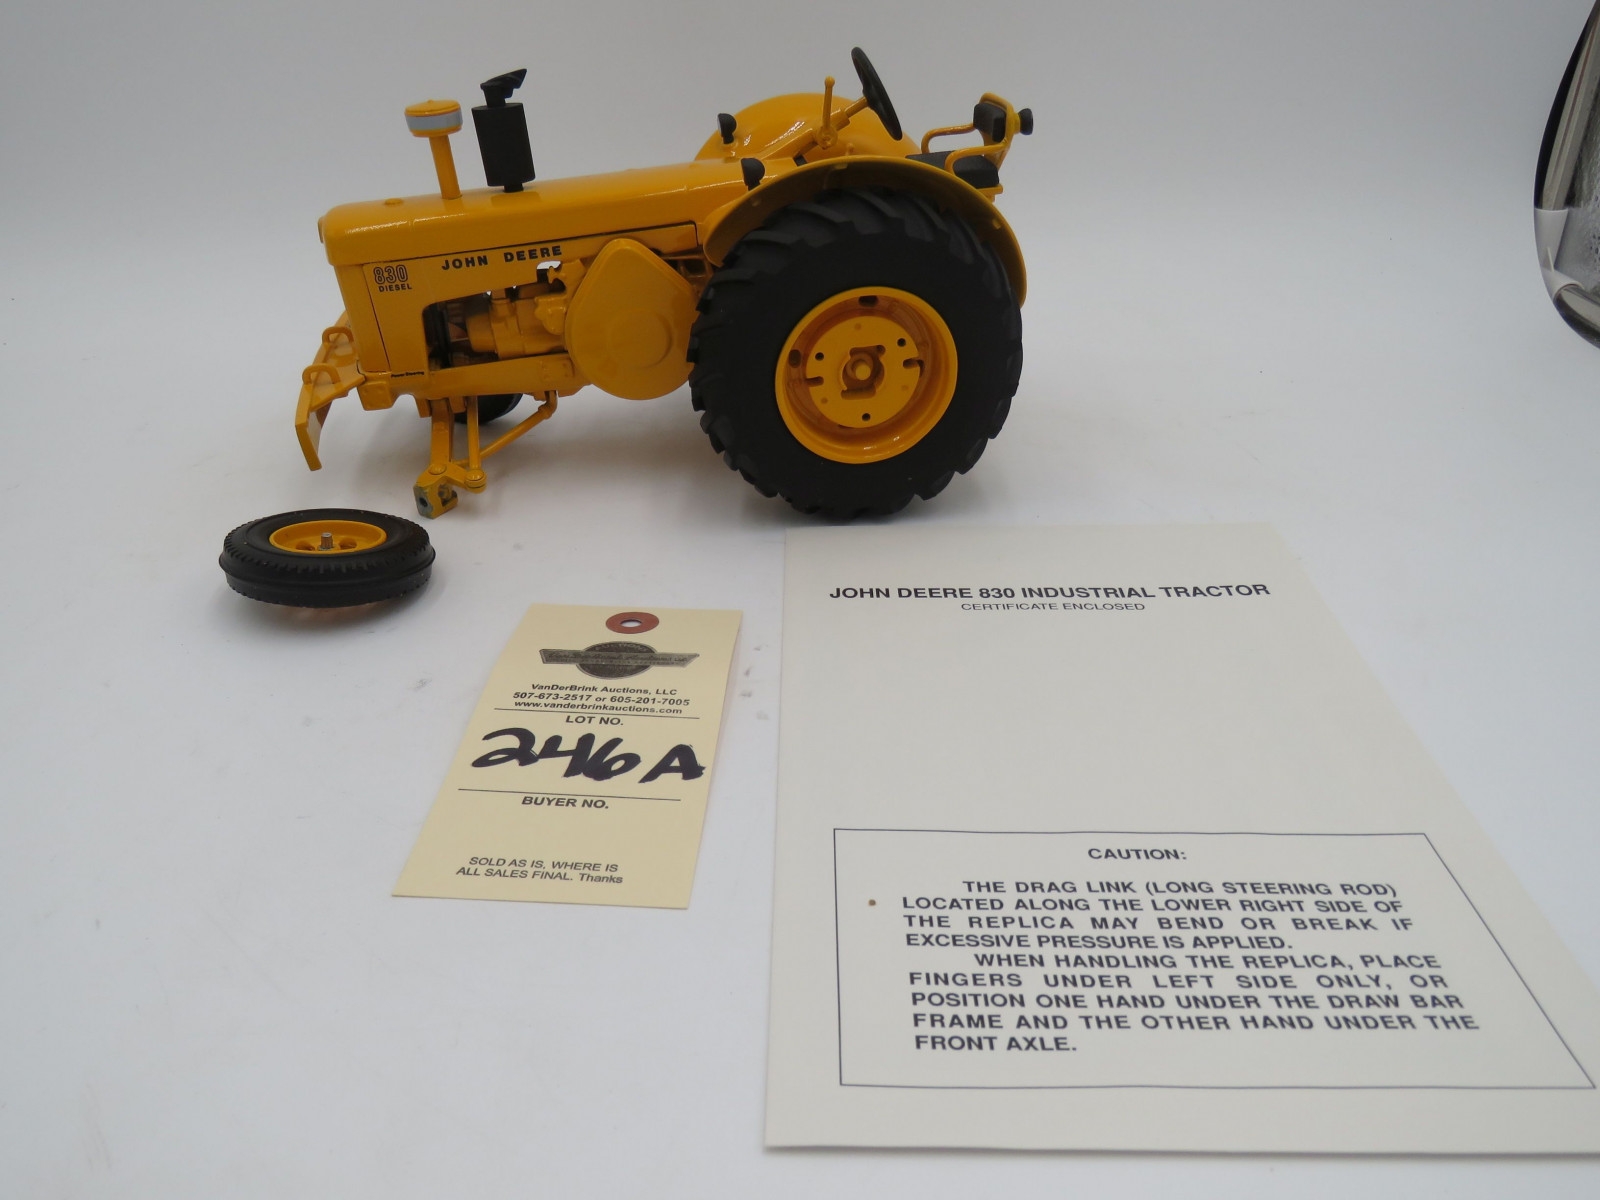 JOHN DEERE
830
DIESEL
Power Steering
JOHN DEERE 830 INDUSTRIAL TRACTOR
CERTIFICATE ENCLOSED
VanDerBrink Auctions, LLC
507-673-2517 or 605-201-7005
www.vanderbrinkauctions.com
LOT NO.
246A
BUYER NO.
SOLD AS IS, WHERE IS
ALL SALES FINAL. Thanks
CAUTION:
THE DRAG LINK (LONG STEERING ROD)
LOCATED ALONG THE LOWER RIGHT SIDE OF
THE REPLICA MAY BEND OR BREAK IF
EXCESSIVE PRESSURE IS APPLIED.
WHEN HANDLING THE REPLICA, PLACE
FINGERS UNDER LEFT SIDE ONLY, OR
POSITION ONE HAND UNDER THE DRAW BAR
FRAME AND THE OTHER HAND UNDER THE
FRONT AXLE.